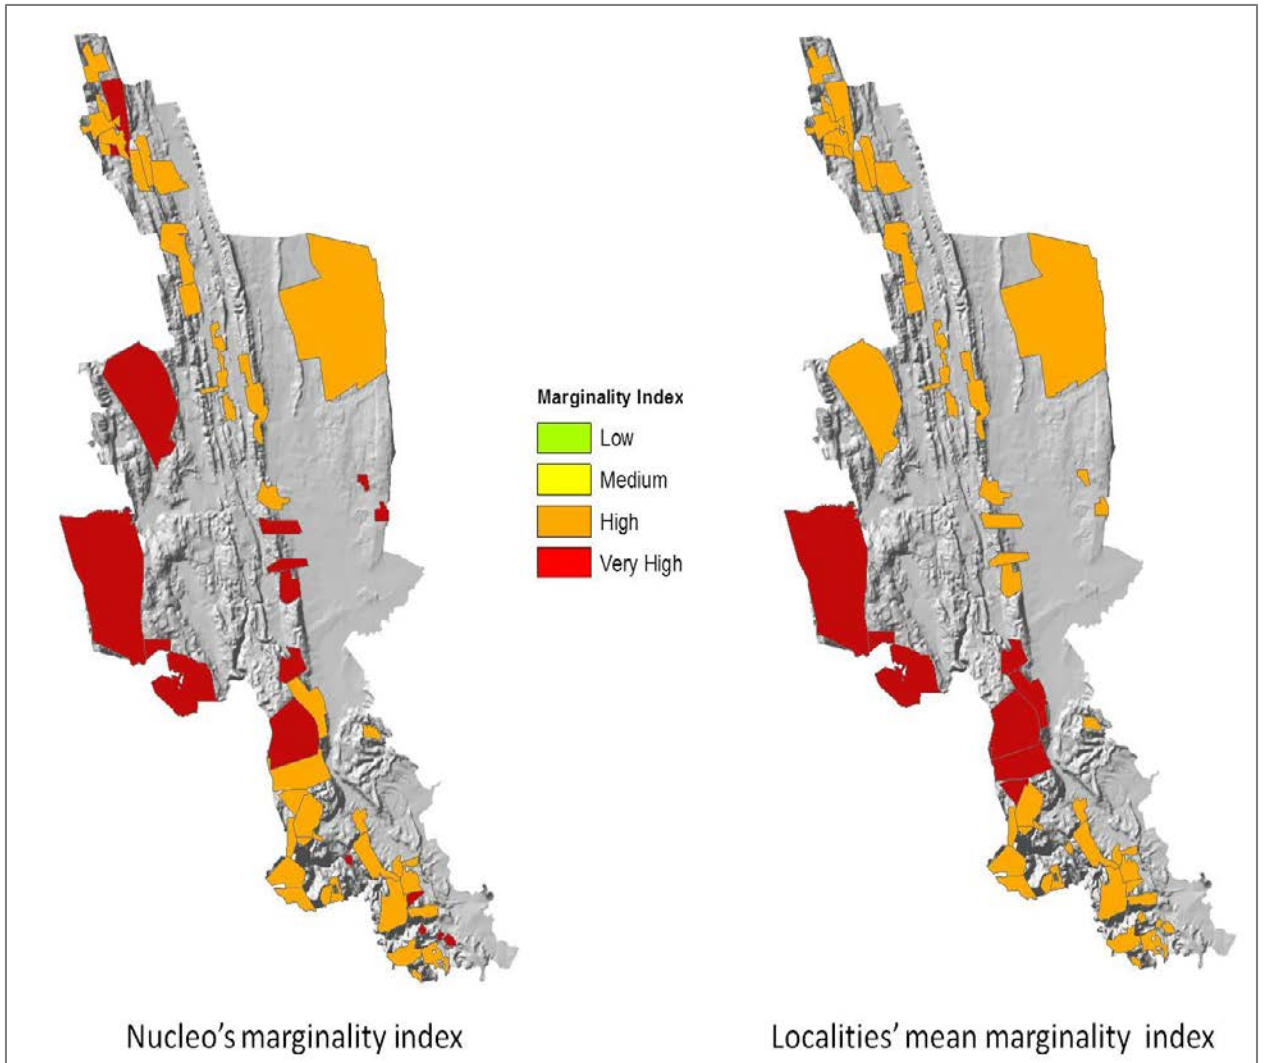 Marginality Index
Low
Medium
High
Very High
Nucleo's marginality index
Localities' mean marginality index